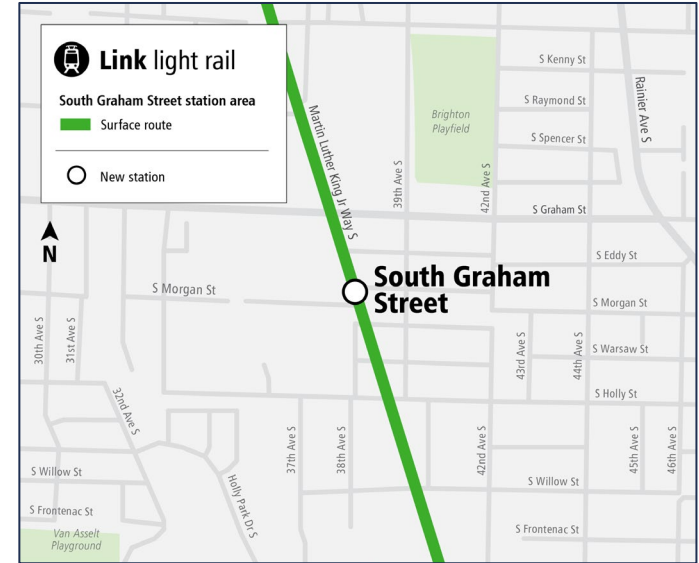 Link light rail
South Graham Street station area
Surface route
New station
N
Martin Luther King Jr Way S
Brighton
Playfield
39th Ave S
42nd Ave S
S Kenny St
S Raymond St
S Spencer St
Rainier Ave S
S Graham St
S Eddy St
South Graham
Street
S Morgan St
S Morgan St
30th Ave S
31st Ave S
43rd Ave S
44th Ave S
S Warsaw St
S Holly St
32nd Ave S
37th Ave S
38th Ave S
42nd Ave S
45th Ave S
46th Ave S
S Willow St
Holly Park Dr S
S Willow St
S Frontenac St
Van Asselt
Playground
S Frontenac St